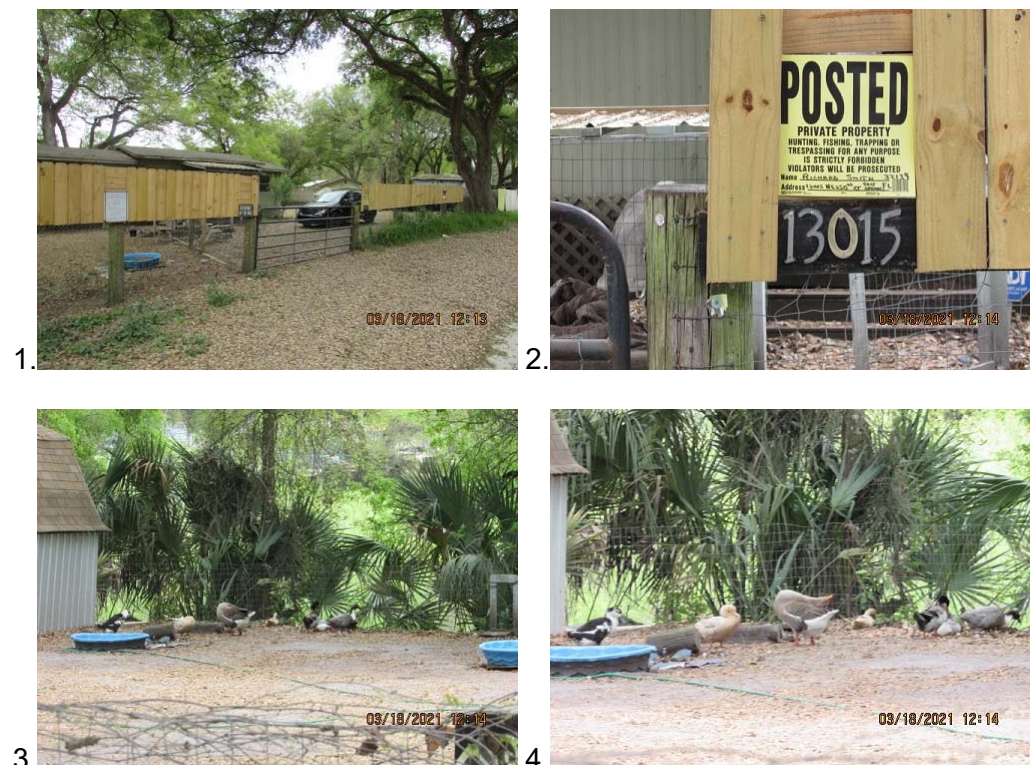 1.
03/18/2021 12:13
2.
POSTED
PRIVATE PROPERTY
HUNTING, FISHING, TRAPPING OR
TRESPASSING FOR ANY PURPOSE
IS STRICTLY FORBIDDEN
VIOLATORS WILL BE PROSECUTED
Name RICHARD SMITH
Address
13015
03/18/2021 12:14
3.
03/18/2021 12:14
4.
03/18/2021 12:14